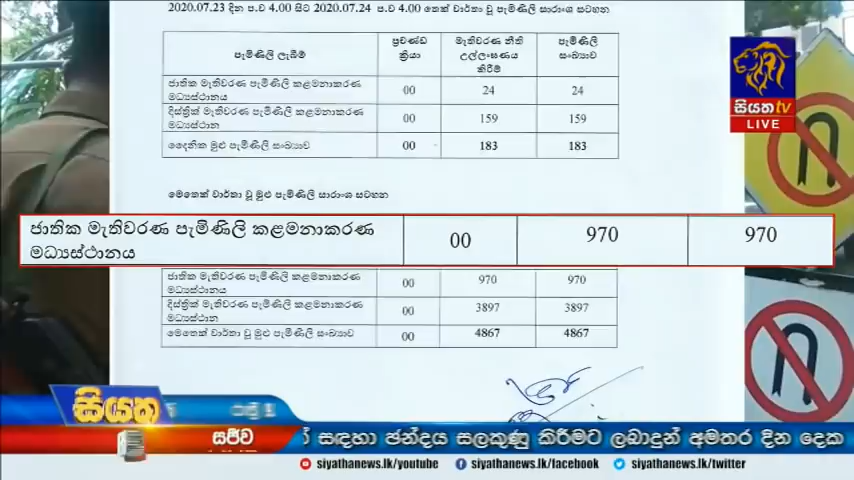 2020.07.23 දින ප.ව 4.00 සිට 2020.07.24 ප.ව 4.00 තෙක් වාර්තා වූ පැමිණිලි සාරාංශ සටහන
පැමිණිලි ලැබීම් ප්‍රචණ්ඩ ක්‍රියා මැතිවරණ නීති උල්ලංඝණය කිරීම් පැමිණිලි සංඛ්‍යාව
ජාතික මැතිවරණ පැමිණිලි කළමනාකරණ මධ්‍යස්ථානය 00 24 24
දිස්ත්‍රික් මැතිවරණ පැමිණිලි කළමනාකරණ මධ්‍යස්ථාන 00 159 159
දෛනික මුළු පැමිණිලි සංඛ්‍යාව 00 183 183
මෙතෙක් වාර්තා වූ මුළු පැමිණිලි සාරාංශ සටහන
ජාතික මැතිවරණ පැමිණිලි කළමනාකරණ
මධ්‍යස්ථානය 00 970 970
ජාතික මැතිවරණ පැමිණිලි කළමනාකරණ මධ්‍යස්ථානය 00 970 970
දිස්ත්‍රික් මැතිවරණ පැමිණිලි කළමනාකරණ මධ්‍යස්ථාන 00 3897 3897
මෙතෙක් වාර්තා වූ මුළු පැමිණිලි සංඛ්‍යාව 00 4867 4867
සියත tv
LIVE
සියත
සජීව
සඳහා ඡන්දය සලකුණු කිරීමට ලබාදුන් අමතර දින දෙක
siyathanews.lk/youtube siyathanews.lk/facebook siyathanews.lk/twitter